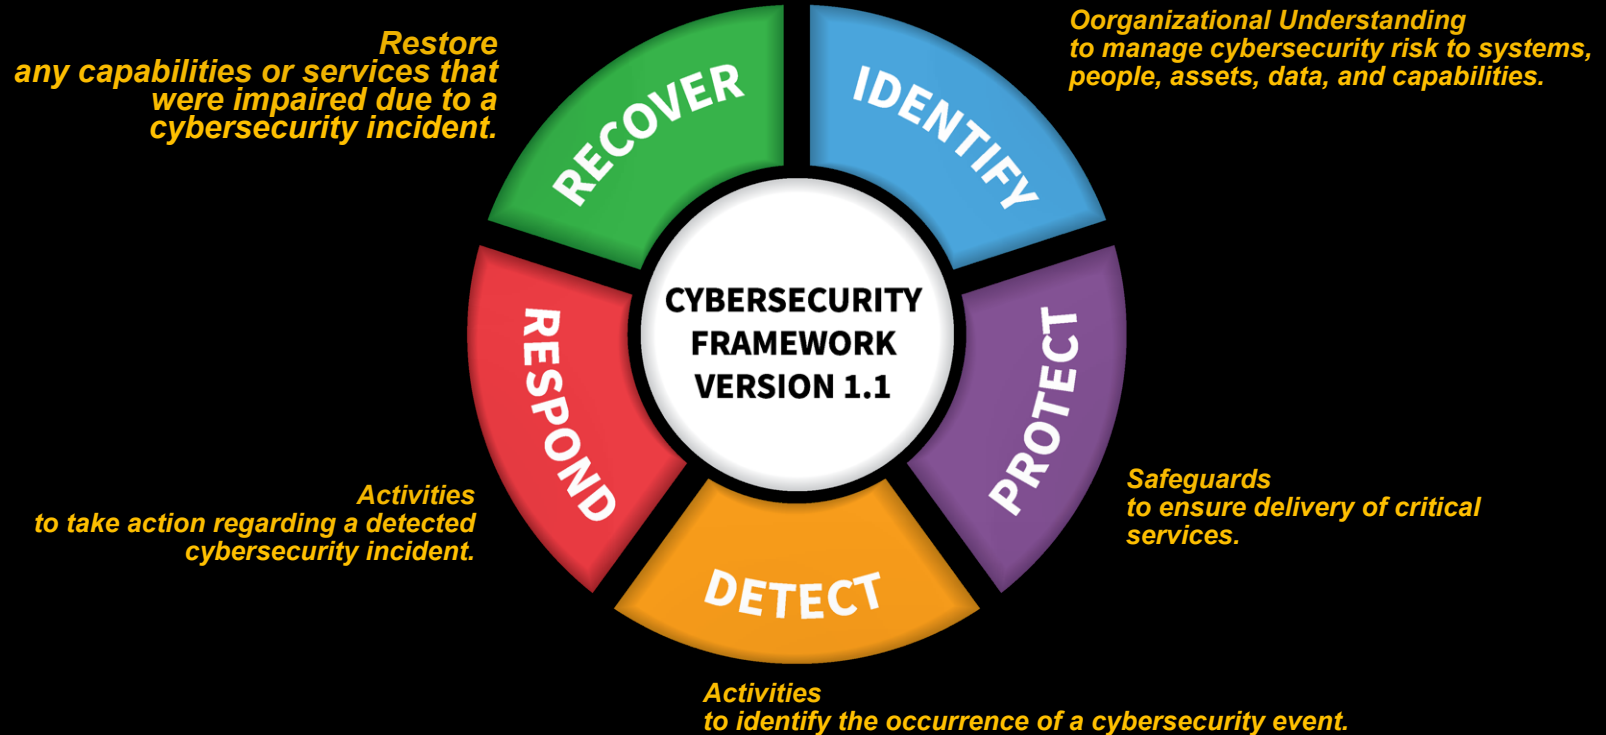 Restore
any capabilities or services that
were impaired due to a
cybersecurity incident.
RECOVER
IDENTIFY
Oorganizational Understanding
to manage cybersecurity risk to systems,
people, assets, data, and capabilities.
CYBERSECURITY
FRAMEWORK
VERSION 1.1
RESPOND
PROTECT
Activities
to take action regarding a detected
cybersecurity incident.
Safeguards
to ensure delivery of critical
services.
DETECT
Activities
to identify the occurrence of a cybersecurity event.